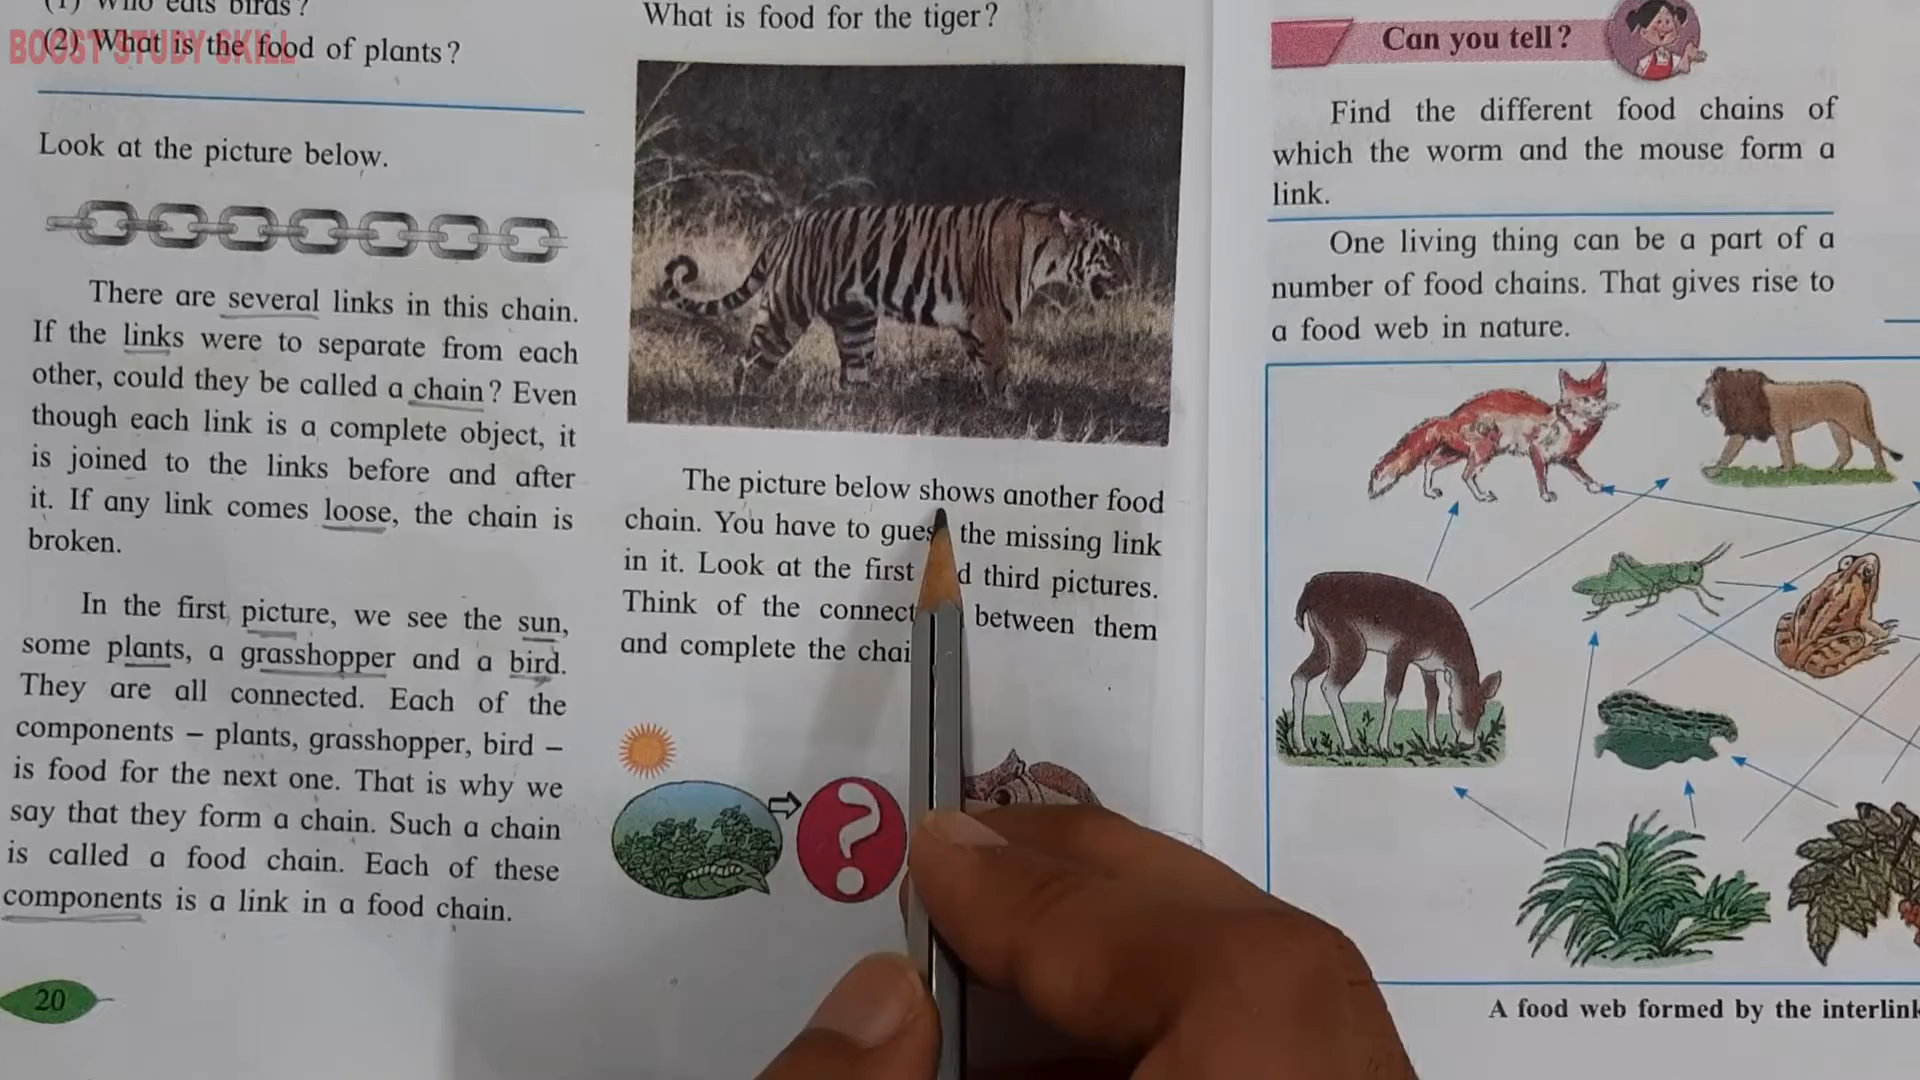 (1) Who eats birds?
BOOST STUDY SKILL
(2) What is the food of plants?
Look at the picture below.
There are several links in this chain.
If the links were to separate from each
other, could they be called a chain? Even
though each link is a complete object, it
is joined to the links before and after
it. If any link comes loose, the chain is
broken.
In the first picture, we see the sun,
some plants, a grasshopper and a bird.
They are all connected. Each of the
components – plants, grasshopper, bird –
is food for the next one. That is why we
say that they form a chain. Such a chain
is called a food chain. Each of these
components is a link in a food chain.
20
What is food for the tiger?
The picture below shows another food
chain. You have to guess the missing link
in it. Look at the first third pictures.
Think of the between them
and complete the
?
Can you tell?
Find the different food chains of
which the worm and the mouse form a
link.
One living thing can be a part of a
number of food chains. That gives rise to
a food web in nature.
A food web formed by the